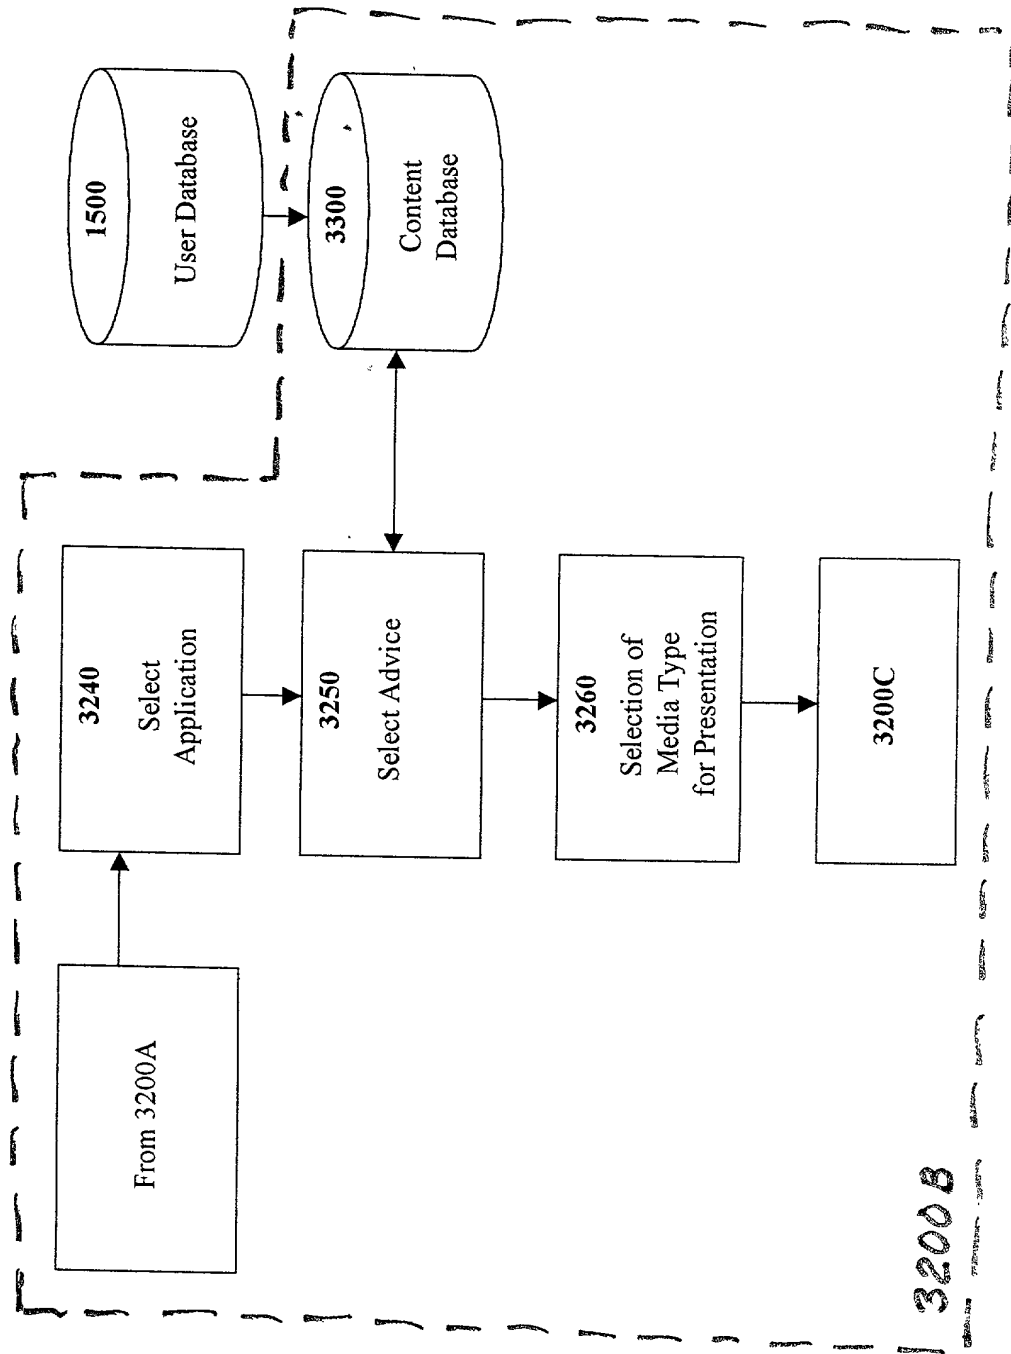 From 3200A
3240
Select
Application
1500
User Database
3250
Select Advice
3300
Content
Database
3260
Selection of
Media Type
for Presentation
3200C
3200B